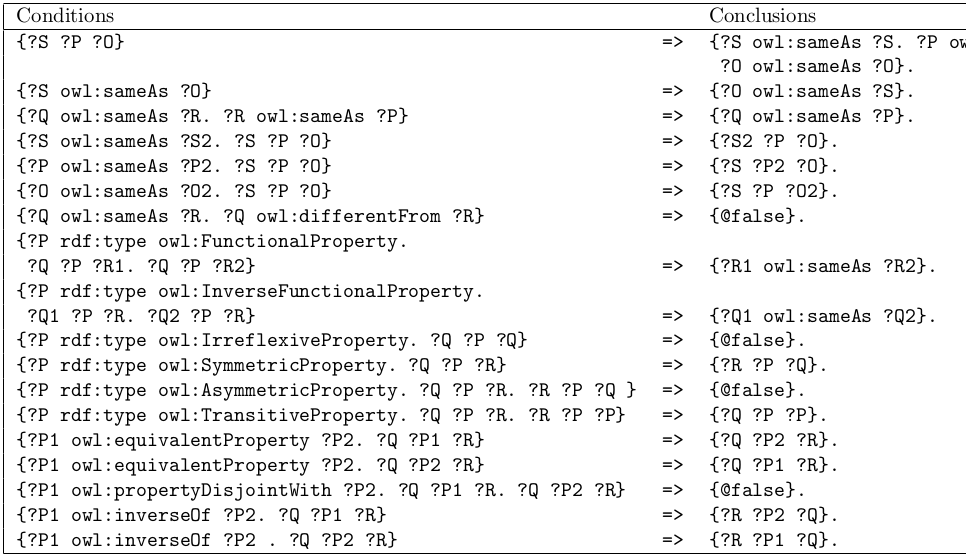 Conditions Conclusions
{?S ?P ?O} => {?S owl:sameAs ?S. ?P
?O owl:sameAs ?O}.
{?S owl:sameAs ?O} => {?O owl:sameAs ?S}.
{?Q owl:sameAs ?R. ?R owl:sameAs ?P} => {?Q owl:sameAs ?P}.
{?S owl:sameAs ?S2. ?S ?P ?O} => {?S2 ?P ?O}.
{?P owl:sameAs ?P2. ?S ?P ?O} => {?S ?P2 ?O}.
{?O owl:sameAs ?O2. ?S ?P ?O} => {?S ?P ?O2}.
{?Q owl:sameAs ?R. ?Q owl:differentFrom ?R} => {@false}.
{?P rdf:type owl:FunctionalProperty.
?Q ?P ?R1. ?Q ?P ?R2} => {?R1 owl:sameAs ?R2}.
{?P rdf:type owl:InverseFunctionalProperty.
?Q1 ?P ?R. ?Q2 ?P ?R} => {?Q1 owl:sameAs ?Q2}.
{?P rdf:type owl:IrreflexiveProperty. ?Q ?P ?Q} => {@false}.
{?P rdf:type owl:SymmetricProperty. ?Q ?P ?R} => {?R ?P ?Q}.
{?P rdf:type owl:AsymmetricProperty. ?Q ?P ?R. ?R ?P ?Q } => {@false}.
{?P rdf:type owl:TransitiveProperty. ?Q ?P ?R. ?R ?P ?P} => {?Q ?P ?P}.
{?P1 owl:equivalentProperty ?P2. ?Q ?P1 ?R} => {?Q ?P2 ?R}.
{?P1 owl:equivalentProperty ?P2. ?Q ?P2 ?R} => {?Q ?P1 ?R}.
{?P1 owl:propertyDisjointWith ?P2. ?Q ?P1 ?R. ?Q ?P2 ?R} => {@false}.
{?P1 owl:inverseOf ?P2. ?Q ?P1 ?R} => {?R ?P2 ?Q}.
{?P1 owl:inverseOf ?P2 . ?Q ?P2 ?R} => {?R ?P1 ?Q}.